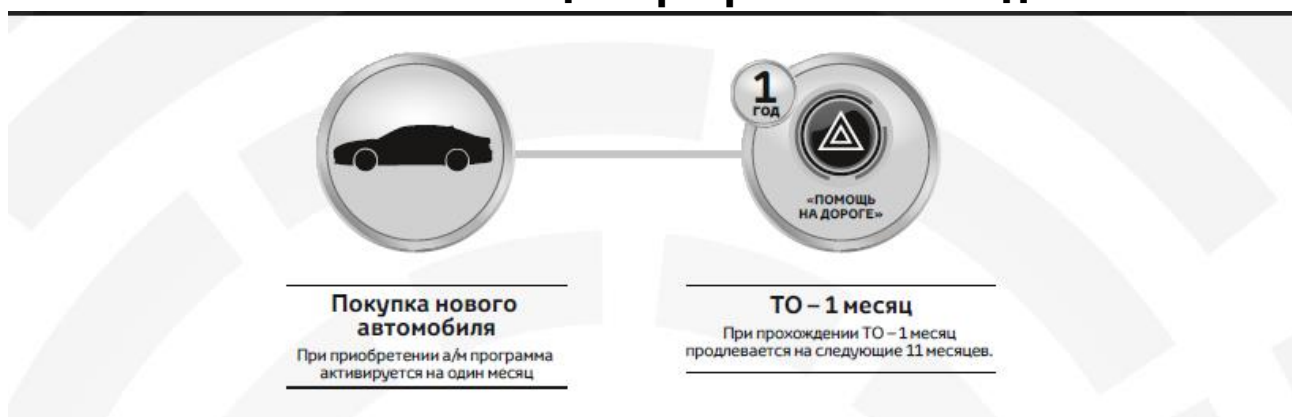 1
ГОД
«ПОМОЩЬ
НА ДОРОГЕ»
Покупка нового
автомобиля
При приобретении а/м программа
активируется на один месяц
ТО – 1 месяц
При прохождении ТО – 1 месяц
продлевается на следующие 11 месяцев.